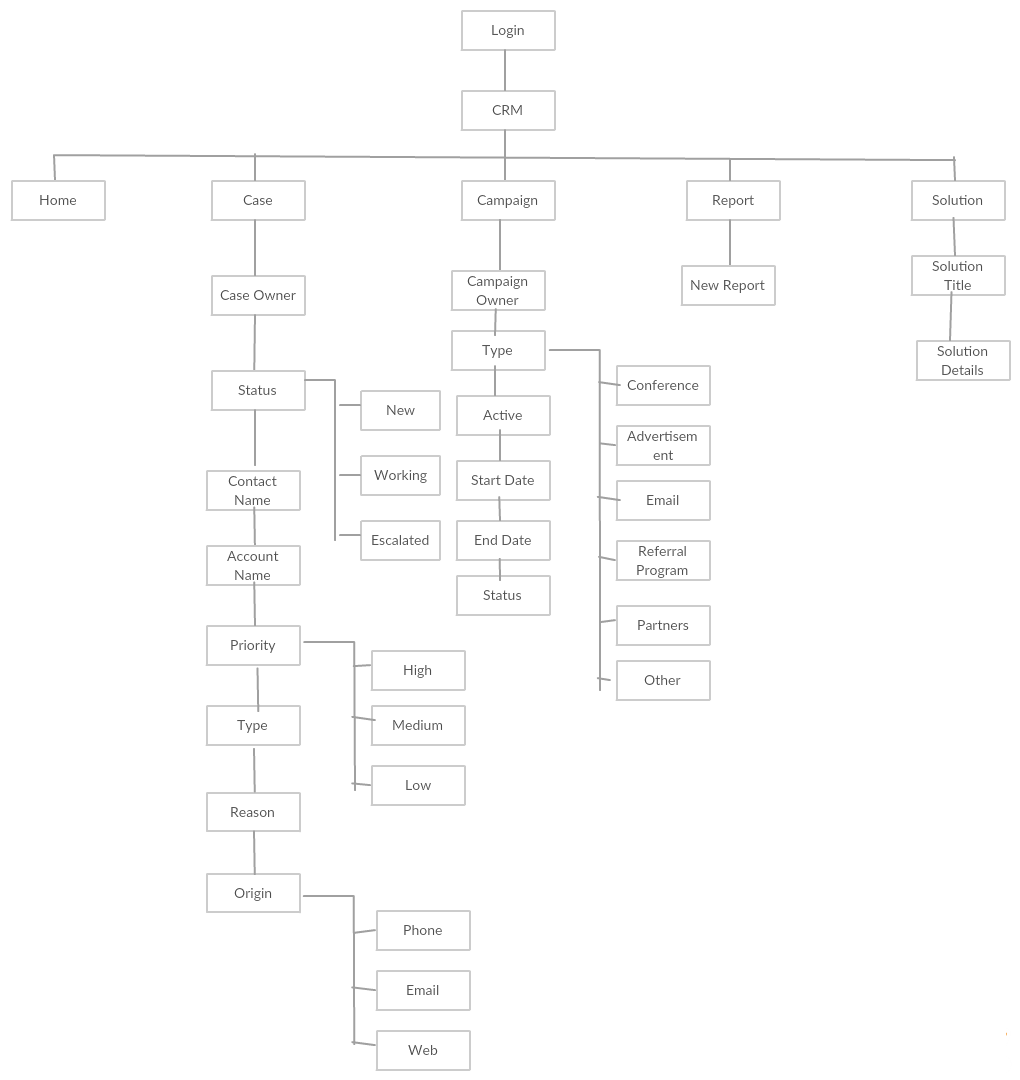 Login
CRM
Home
Case
Campaign
Report
Solution
Case Owner
Status
New
Working
Escalated
Contact
Name
Account
Name
Priority
High
Medium
Low
Type
Reason
Origin
Phone
Email
Web
Campaign
Owner
Type
Conference
Advertisem
ent
Email
Referral
Program
Partners
Other
Active
Start Date
End Date
Status
New Report
Solution
Title
Solution
Details